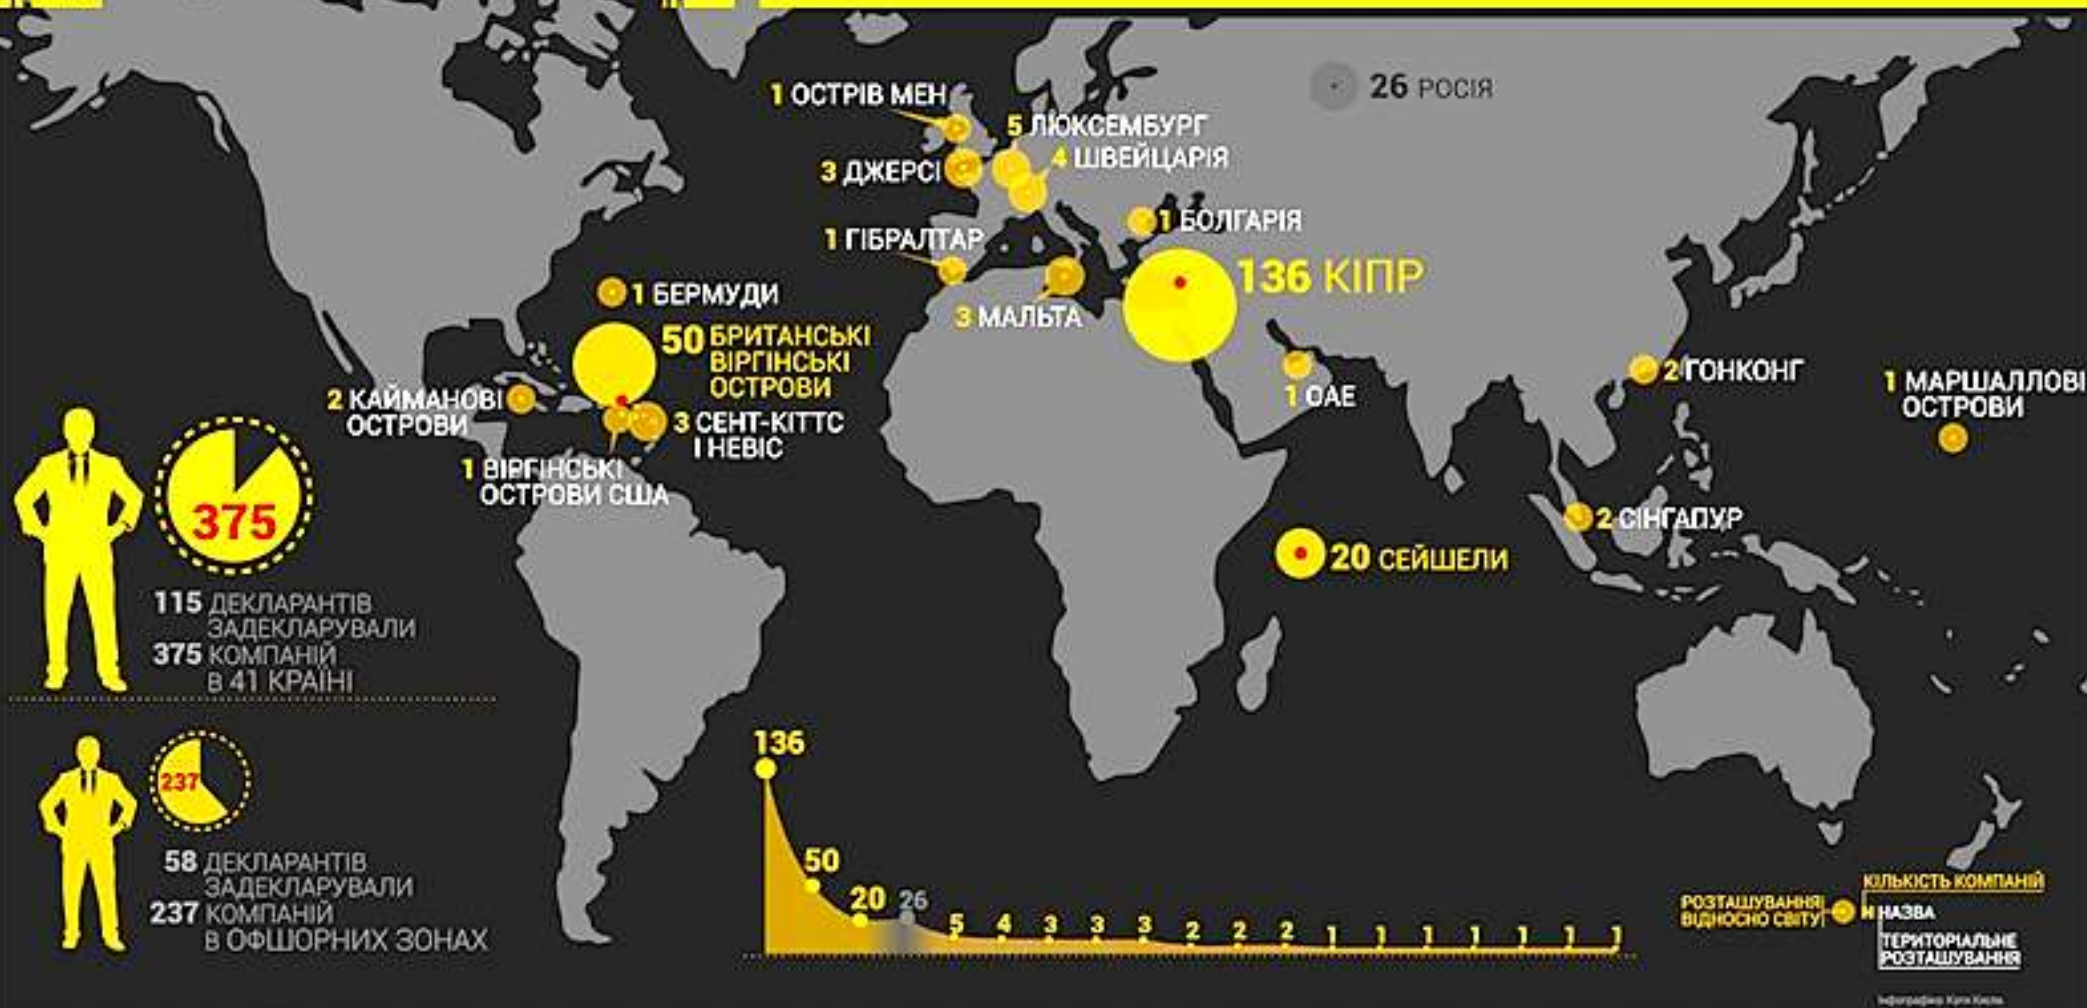 26 РОСІЯ
1 ОСТРІВ МЕН
5 ЛЮКСЕМБУРГ
4 ШВЕЙЦАРІЯ
3 ДЖЕРСІ
1 БОЛГАРІЯ
1 ГІБРАЛТАР
136 КІПР
3 МАЛЬТА
1 БЕРМУДИ
50 БРИТАНСЬКІ
ВІРГІНСЬКІ
ОСТРОВИ
2 КАЙМАНОВІ
ОСТРОВИ
3 СЕНТ-КІТТС
І НЕВІС
1 ВІРГІНСЬКІ
ОСТРОВИ США
1 ОАЕ
2 ГОНКОНГ
1 МАРШАЛЛОВІ
ОСТРОВИ
2 СІНГАПУР
20 СЕЙШЕЛИ
375
115 ДЕКЛАРАНТІВ
ЗАДЕКЛАРУВАЛИ
375 КОМПАНІЙ
В 41 КРАЇНІ
237
58 ДЕКЛАРАНТІВ
ЗАДЕКЛАРУВАЛИ
237 КОМПАНІЙ
В ОФШОРНИХ ЗОНАХ
136
50
20 26
5 4 3 3 3 2 2 2 1 1 1 1 1 1 1
КІЛЬКІСТЬ КОМПАНІЙ
РОЗТАШУВАННЯ
ВІДНОСНО СВІТУ
N НАЗВА
ТЕРИТОРІАЛЬНЕ
РОЗТАШУВАННЯ